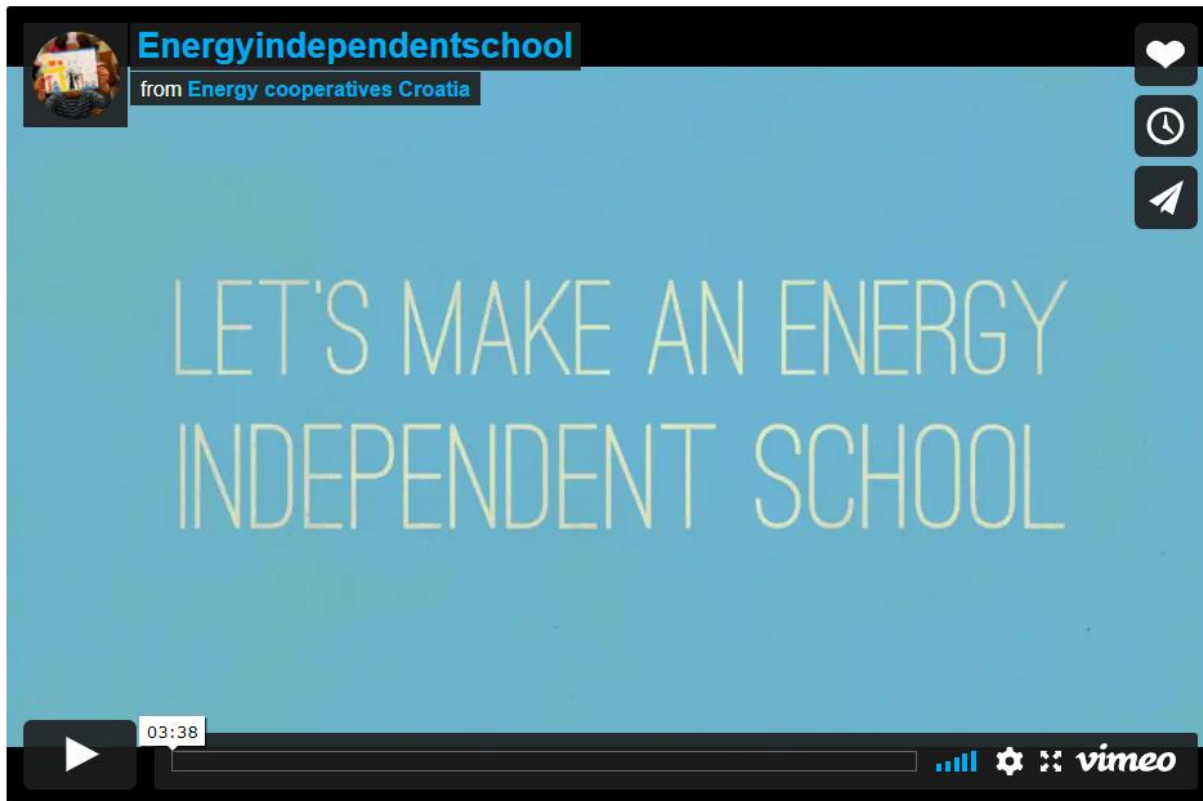 Energyindependentschool
from Energy cooperatives Croatia
LET'S MAKE AN ENERGY
INDEPENDENT SCHOOL
03:38
vimeo